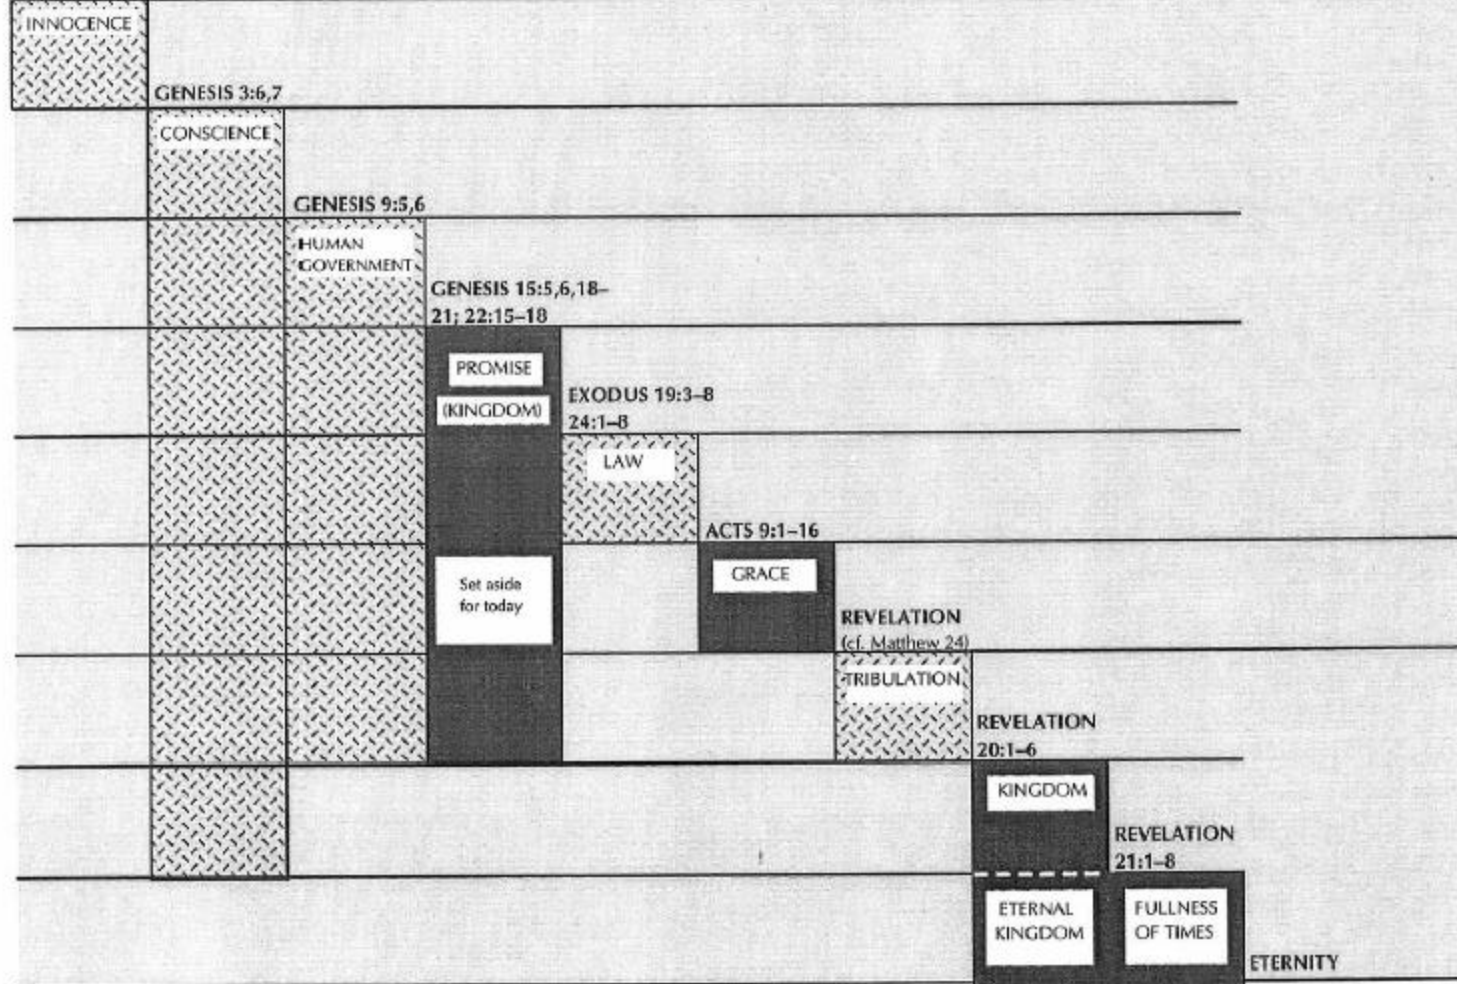 INNOCENCE
GENESIS 3:6,7
CONSCIENCE
GENESIS 9:5,6
HUMAN
GOVERNMENT
GENESIS 15:5,6,18–
21; 22:15–18
PROMISE
(KINGDOM)
EXODUS 19:3–8
24:1–8
LAW
ACTS 9:1–16
GRACE
Set aside
for today
REVELATION
(cf. Matthew 24)
TRIBULATION
REVELATION
20:1–6
KINGDOM
REVELATION
21:1–8
ETERNAL
KINGDOM
FULLNESS
OF TIMES
ETERNITY